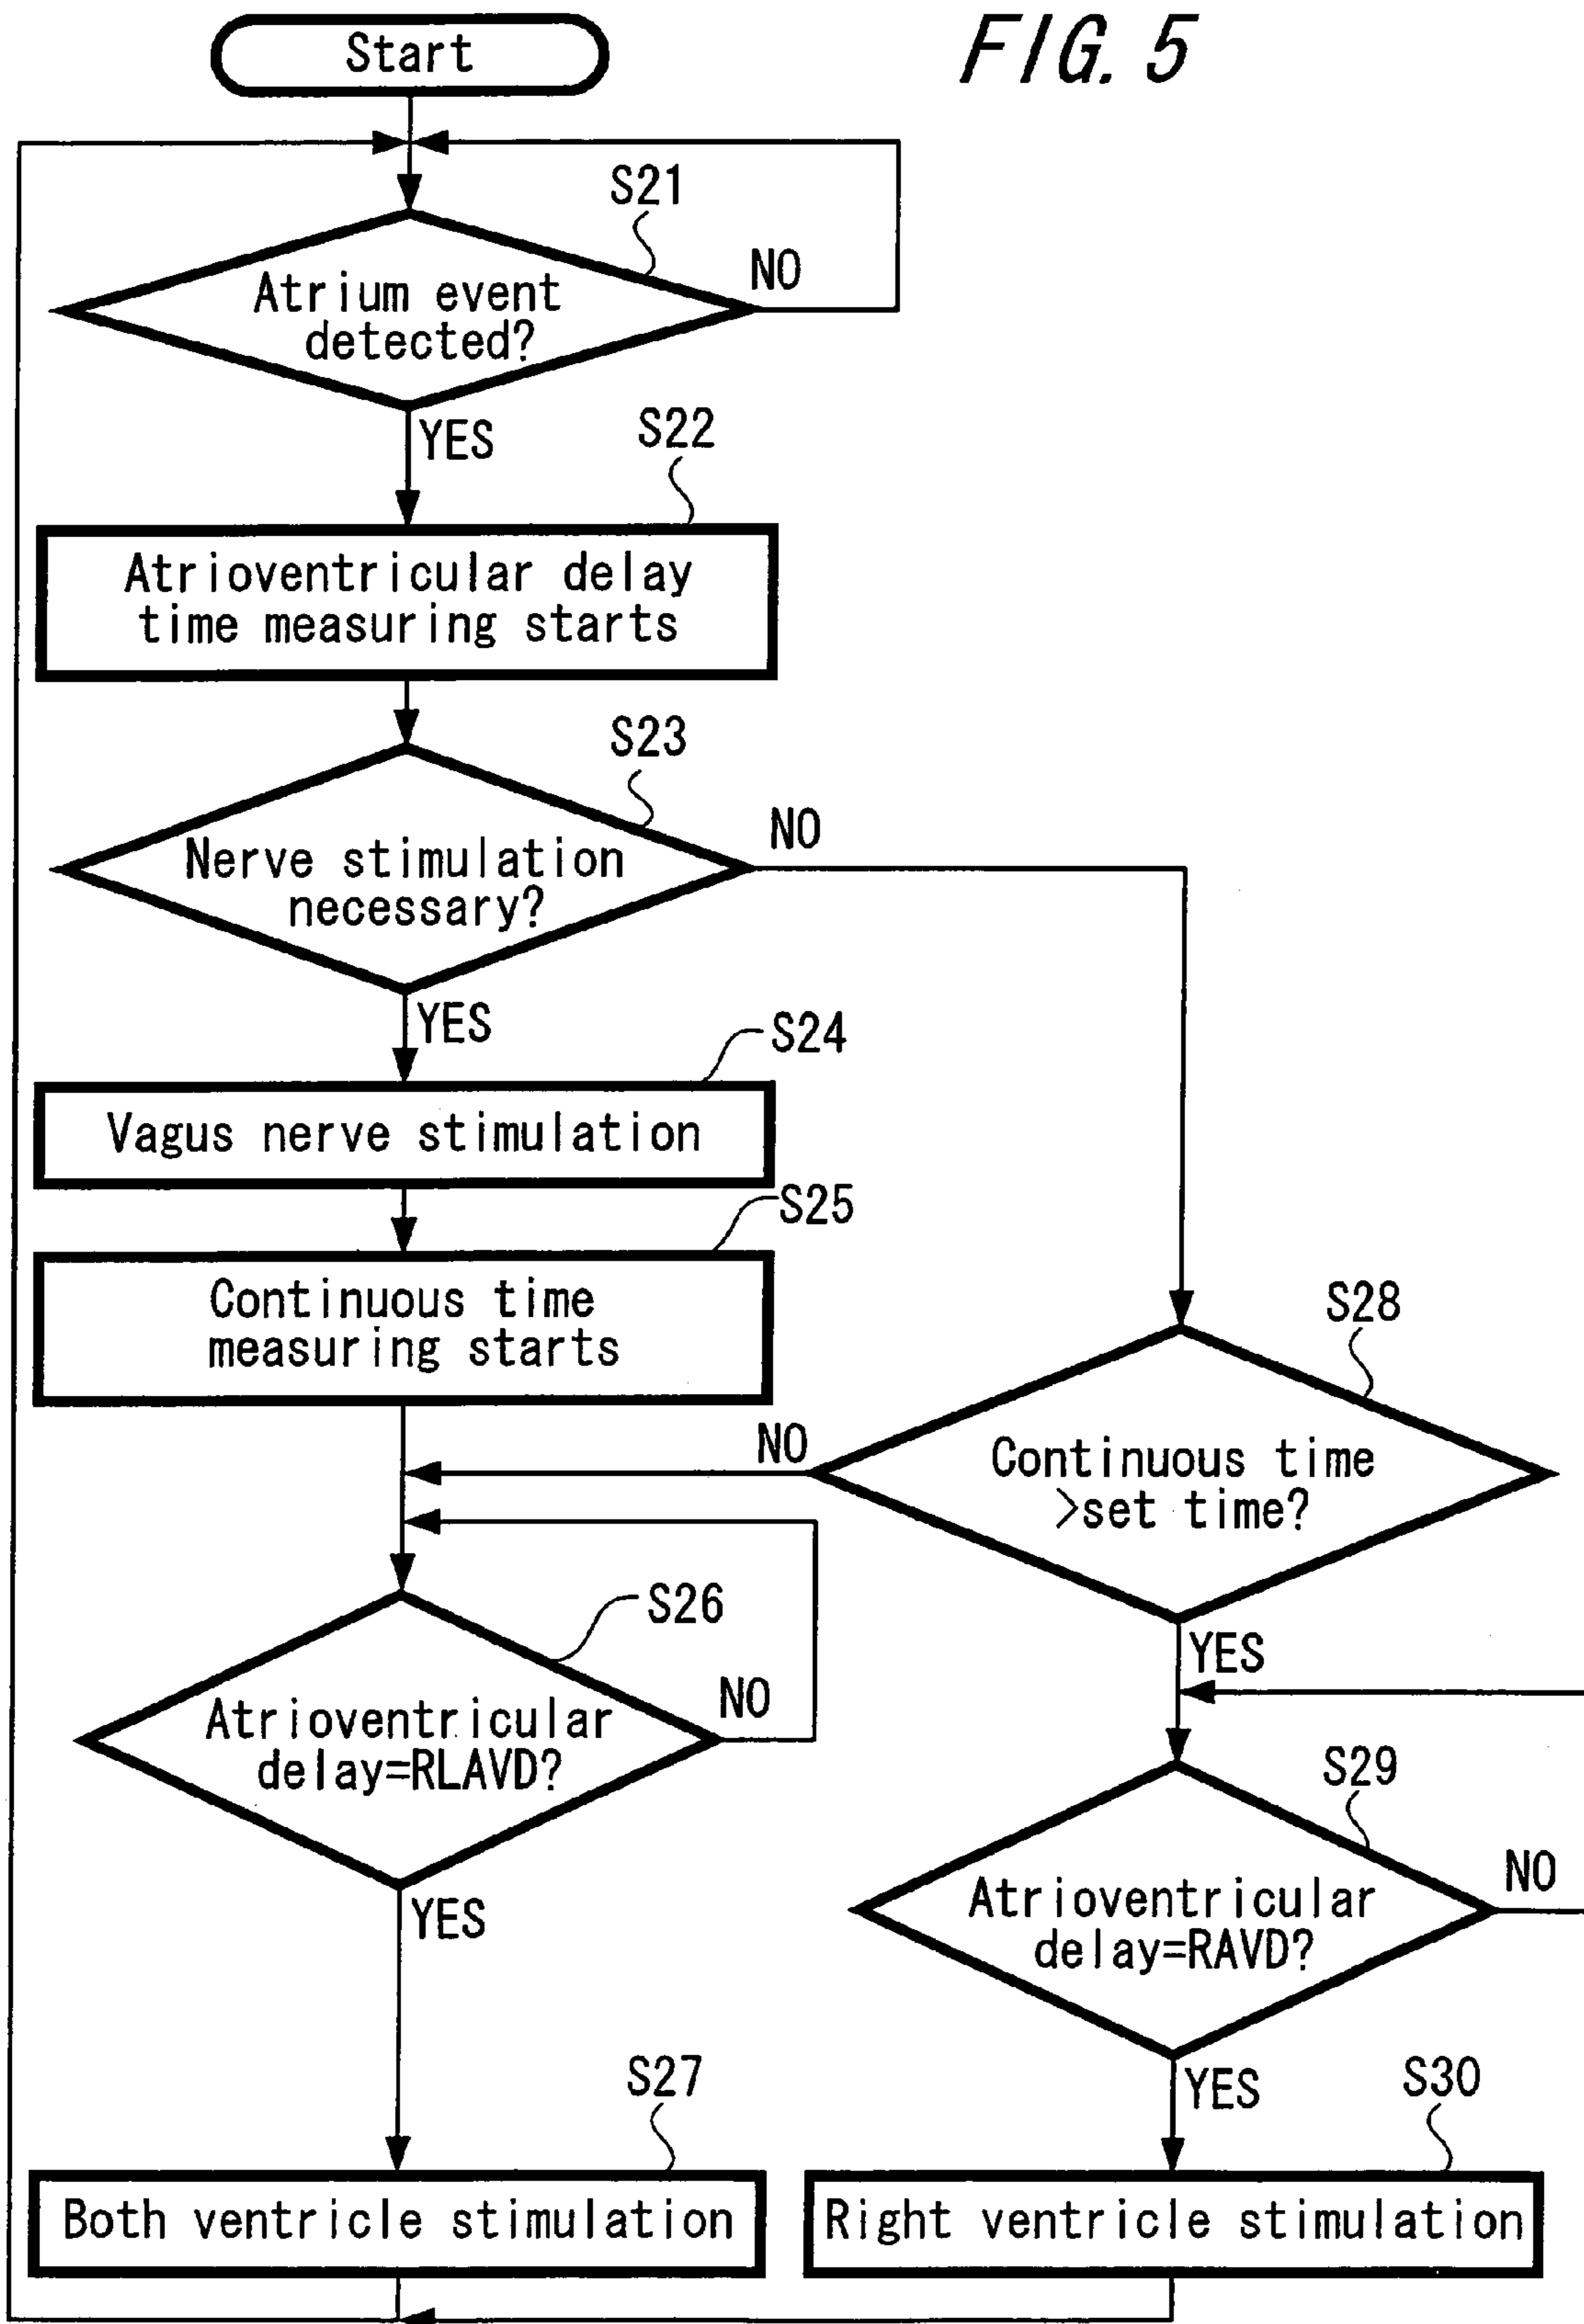 FIG. 5
Start
S21
Atrium event
detected?
NO
YES
S22
Atrioventricular delay
time measuring starts
S23
Nerve stimulation
necessary?
NO
YES
S24
Vagus nerve stimulation
S25
Continuous time
measuring starts
S28
Continuous time
>set time?
NO
YES
S26
Atrioventricular
delay=RLAVD?
NO
YES
S29
Atrioventricular
delay=RAVD?
NO
YES
S27
Both ventricle stimulation
S30
Right ventricle stimulation